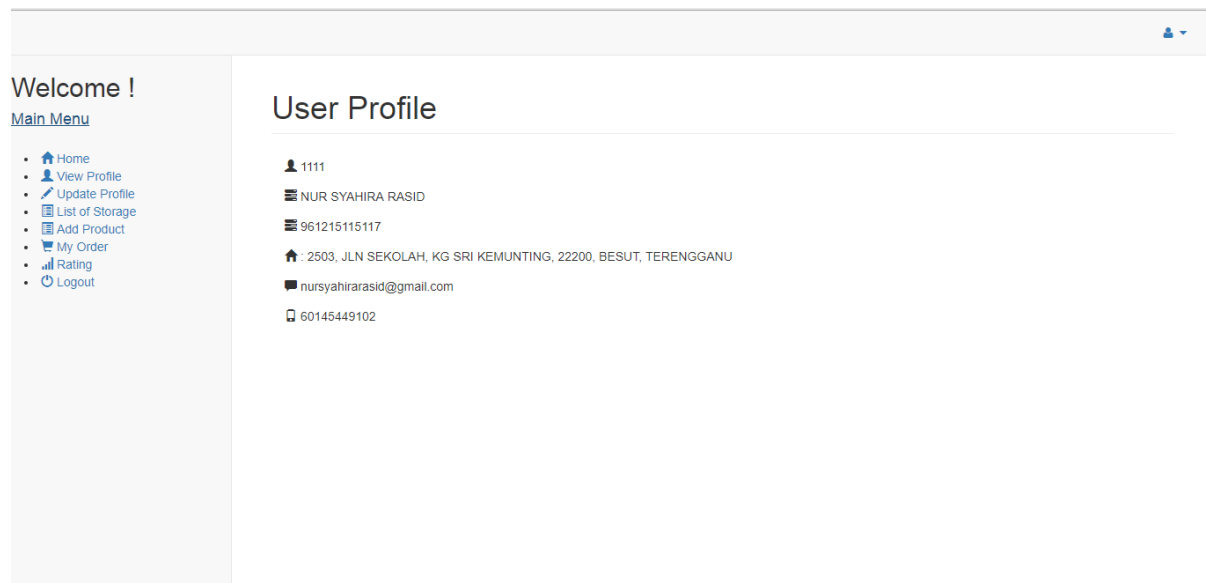 Welcome !
Main Menu
Home
View Profile
Update Profile
List of Storage
Add Product
My Order
Rating
Logout
User Profile
1111
NUR SYAHIRA RASID
961215115117
: 2503, JLN SEKOLAH, KG SRI KEMUNTING, 22200, BESUT, TERENGGANU
nursyahirarasid@gmail.com
60145449102